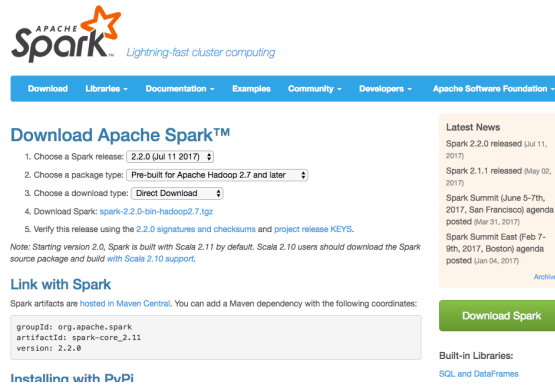 APACHE
Spark™
Lightning-fast cluster computing
Download Libraries Documentation Examples Community Developers Apache Software Foundation
Download Apache Spark™
1. Choose a Spark release: 2.2.0 (Jul 11 2017)
2. Choose a package type: Pre-built for Apache Hadoop 2.7 and later
3. Choose a download type: Direct Download
4. Download Spark: spark-2.2.0-bin-hadoop2.7.tgz
5. Verify this release using the 2.2.0 signatures and checksums and project release KEYS.
Note: Starting version 2.0, Spark is built with Scala 2.11 by default. Scala 2.10 users should download the Spark
source package and build with Scala 2.10 support.
Link with Spark
Spark artifacts are hosted in Maven Central. You can add a Maven dependency with the following coordinates:
groupId: org.apache.spark
artifactId: spark-core_2.11
version: 2.2.0
Installing with PyPi
Latest News
Spark 2.2.0 released (Jul 11,
2017)
Spark 2.1.1 released (May 02,
2017)
Spark Summit (June 5-7th,
2017, San Francisco) agenda
posted (Mar 31, 2017)
Spark Summit East (Feb 7-
9th, 2017, Boston) agenda
posted (Jan 04, 2017)
Archive
Download Spark
Built-in Libraries:
SQL and DataFrames